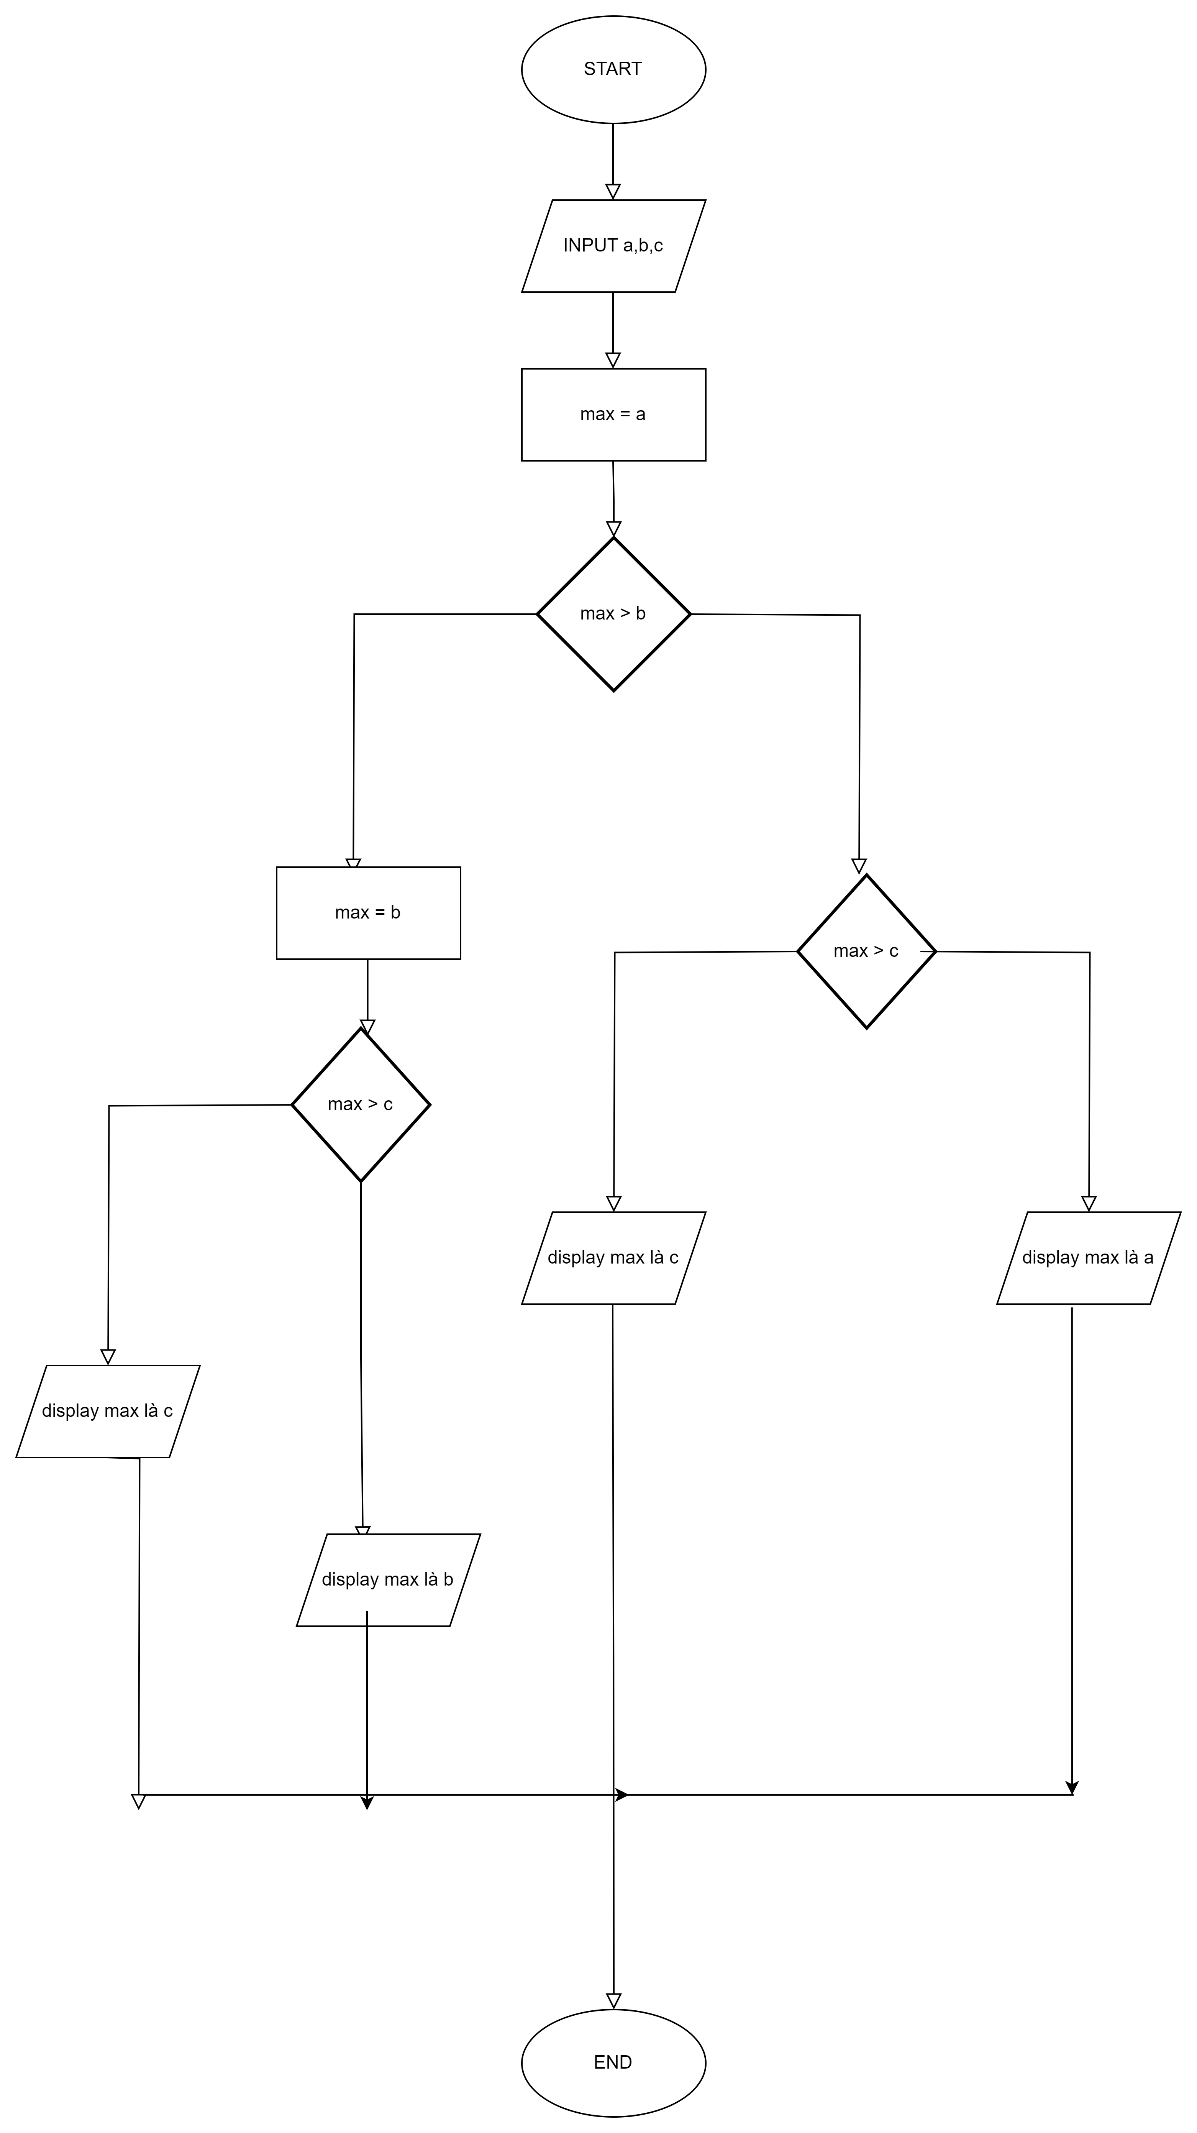 START
INPUT a,b,c
max = a
max > b
max = b
max > c
max > c
display max là c
display max là a
display max là c
display max là b
END